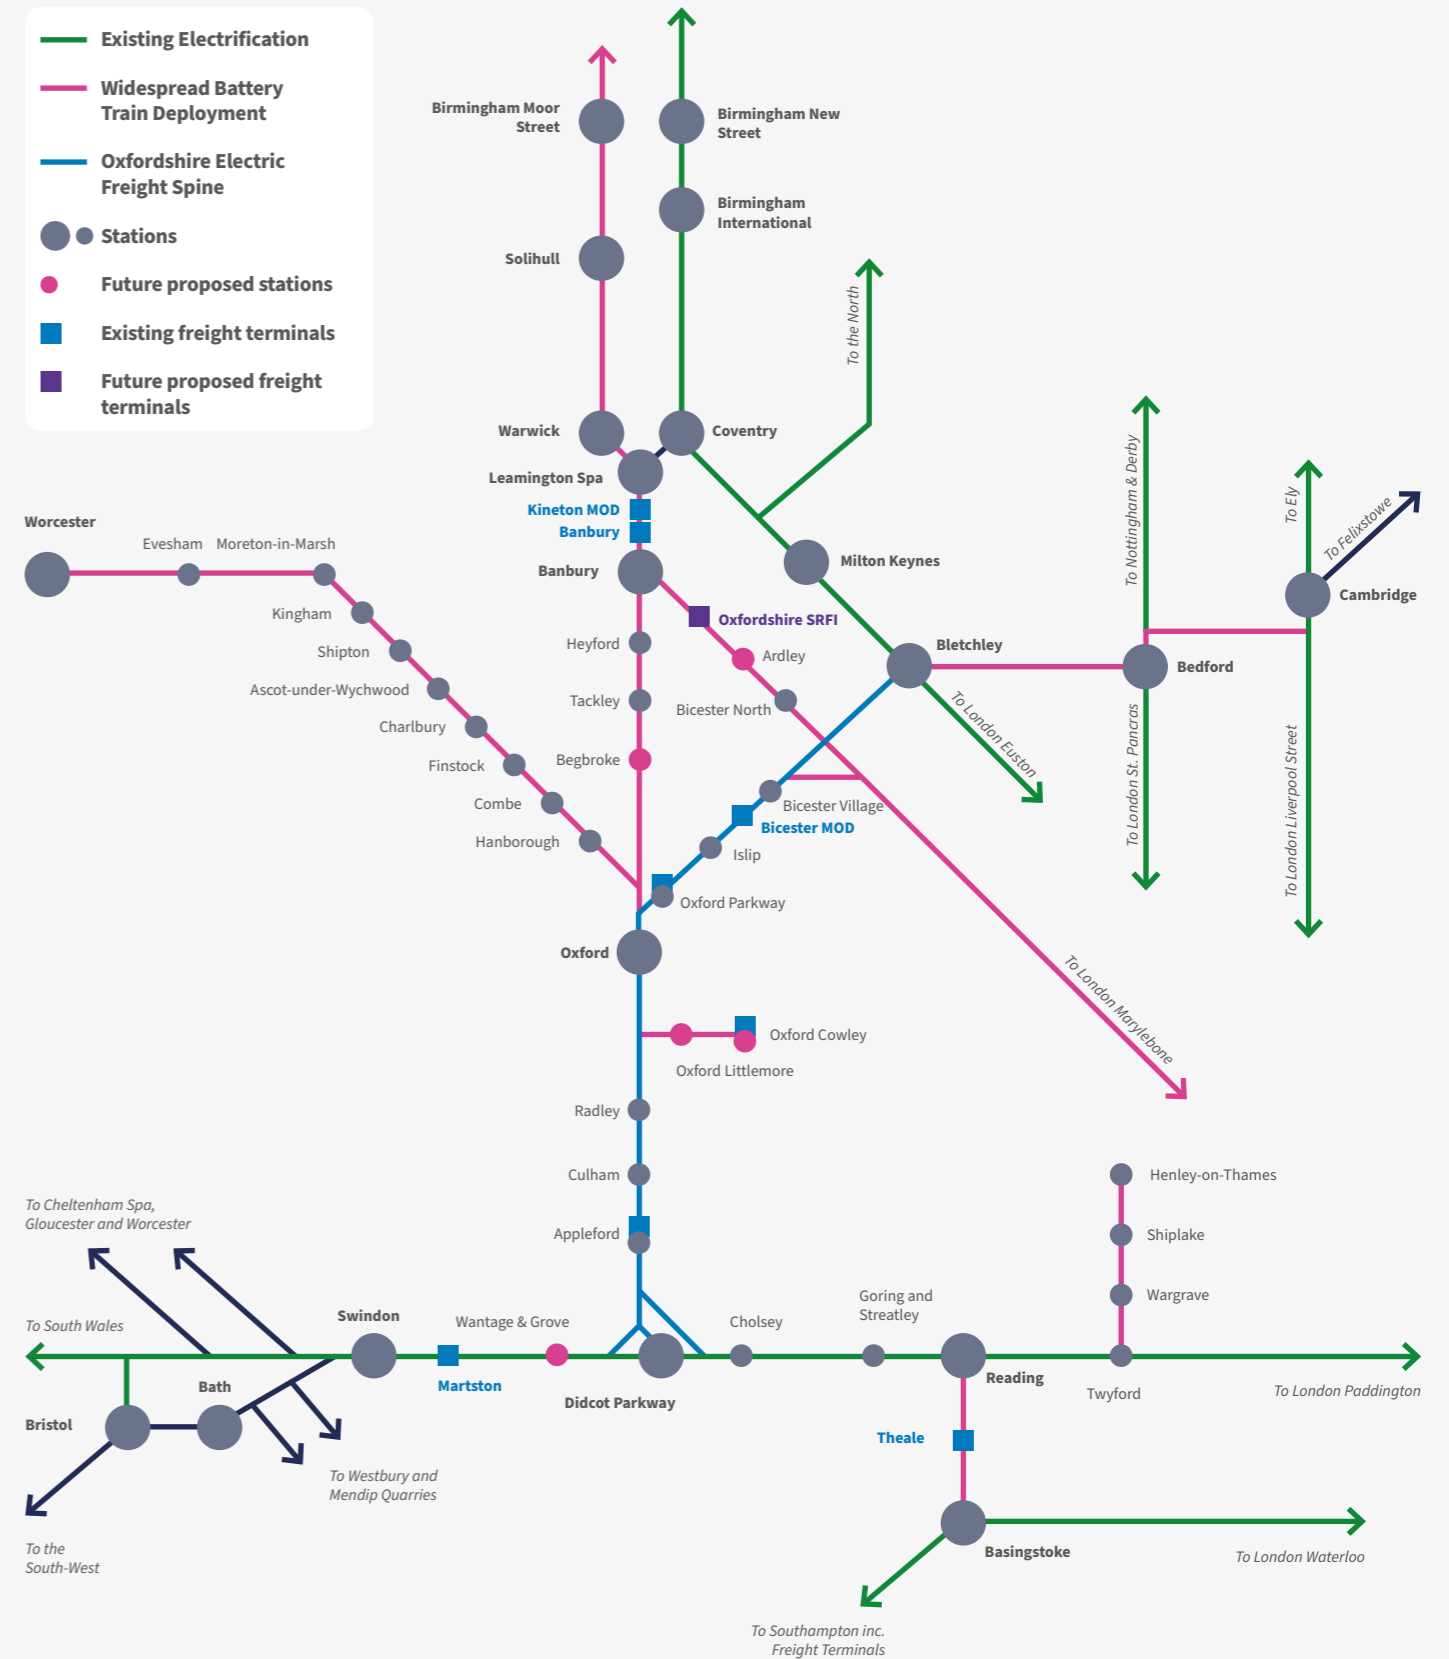 Existing Electrification
Widespread Battery
Train Deployment
Oxfordshire Electric
Freight Spine
Stations
Future proposed stations
Existing freight terminals
Future proposed freight
terminals
Birmingham Moor
Street
Birmingham New
Street
Birmingham
International
Solihull
To the North
Warwick
Coventry
Leamington Spa
Kineton MOD
Banbury
Banbury
To Nottingham & Derby
To Ely
To Felixstowe
Worcester
Evesham
Moreton-in-Marsh
Milton Keynes
Cambridge
Kingham
Oxfordshire SRFI
Heyford
Ardley
Bletchley
Bedford
Shipton
Ascot-under-Wychwood
Tackley
Bicester North
To London Euston
To London St. Pancras
To London Liverpool Street
Charlbury
Finstock
Begbroke
Combe
Bicester Village
Bicester MOD
Hanborough
Islip
Oxford Parkway
Oxford
To London Marylebone
Oxford Cowley
Oxford Littlemore
Radley
Culham
Henley-on-Thames
To Cheltenham Spa,
Gloucester and Worcester
Appleford
Shiplake
Wargrave
Goring and
Streatley
To South Wales
Swindon
Wantage & Grove
Cholsey
Bath
Martston
Didcot Parkway
Reading
Twyford
To London Paddington
Bristol
Theale
To Westbury and
Mendip Quarries
To the
South-West
Basingstoke
To London Waterloo
To Southampton inc.
Freight Terminals